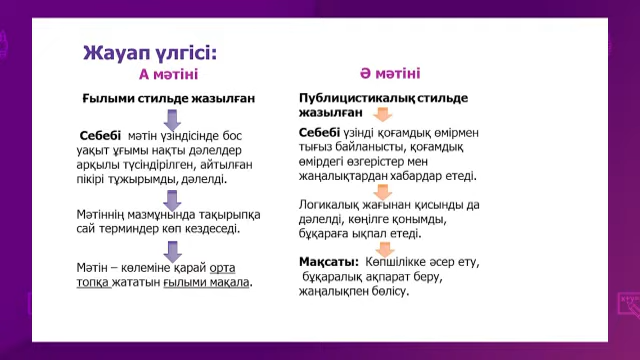 Жауап үлгісі:
А мәтіні
Ғылыми стильде жазылған
Себебі мәтін үзіндісінде бос
уақыт ұғымы нақты дәлелдер
арқылы түсіндірілген, айтылған
пікірі тұжырымды, дәлелді.
Мәтіннің мазмұнында тақырыпқа
сай терминдер көп кездеседі.
Мәтін – көлеміне қарай орта
топқа жататын ғылыми мақала.
Ә мәтіні
Публицистикалық стильде
жазылған
Себебі үзінді қоғамдық өмірмен
тығыз байланысты, қоғамдық
өмірдегі өзгерістер мен
жаңалықтардан хабардар етеді.
Логикалық жағынан қисынды да
дәлелді, көңілге қонымды,
бұқараға ықпал етеді.
Мақсаты: Көпшілікке әсер ету,
бұқаралық ақпарат беру,
жаңалықпен бөлісу.